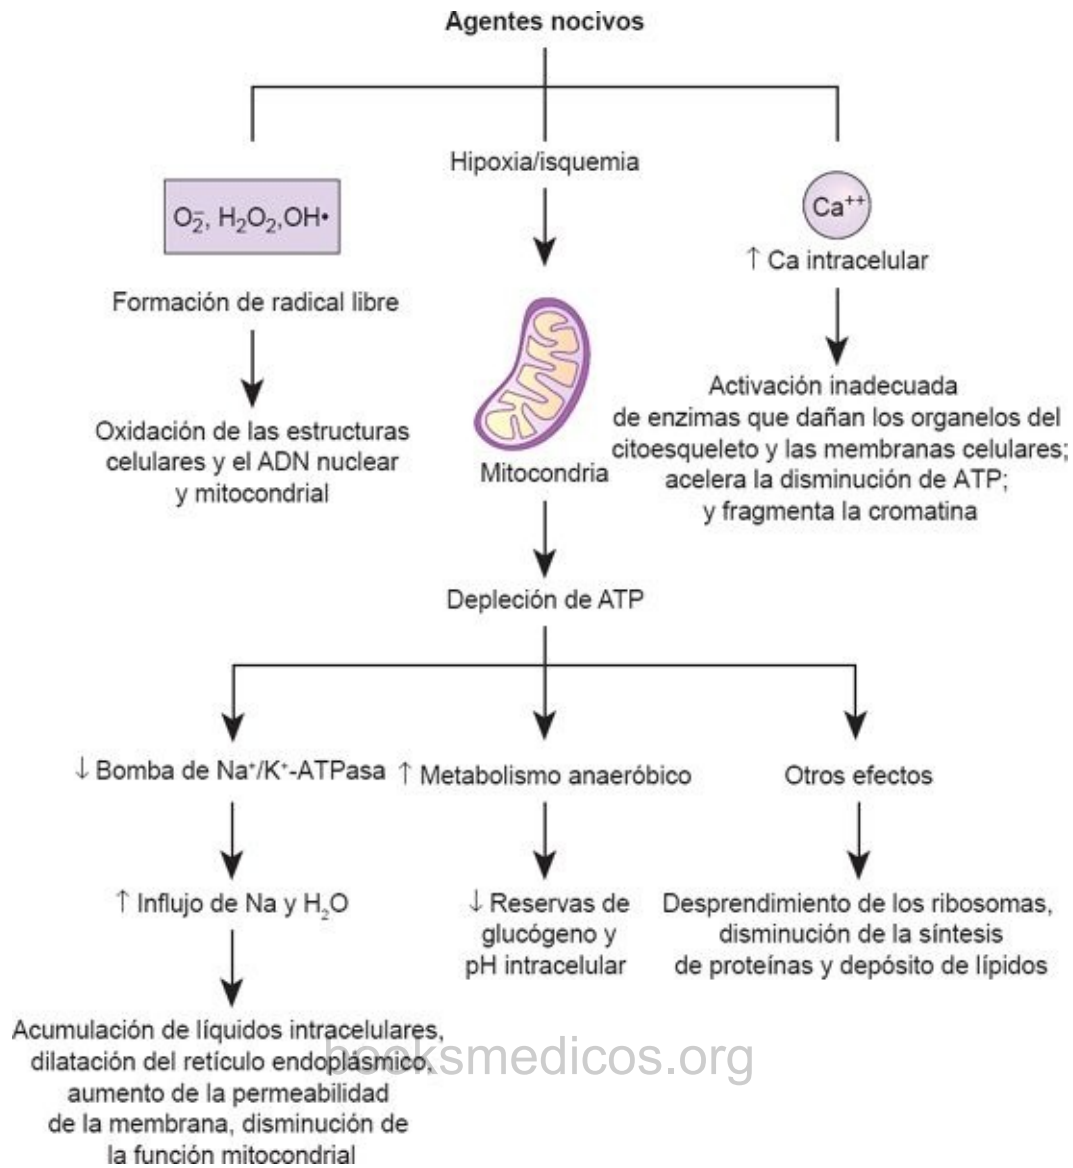 Agentes nocivos
O₂⁻, H₂O₂,OH•
Formación de radical libre
Oxidación de las estructuras
celulares y el ADN nuclear
y mitocondrial
Hipoxia/isquemia
Mitocondria
Ca⁺⁺
↑ Ca intracelular
Activación inadecuada
de enzimas que dañan los organelos del
citoesqueleto y las membranas celulares;
acelera la disminución de ATP;
y fragmenta la cromatina
Depleción de ATP
↓ Bomba de Na⁺/K⁺-ATPasa
↑ Influjo de Na y H₂O
Acumulación de líquidos intracelulares,
dilatación del retículo endoplásmico,
aumento de la permeabilidad
de la membrana, disminución de
la función mitocondrial
↑ Metabolismo anaeróbico
↓ Reservas de
glucógeno y
pH intracelular
Otros efectos
Desprendimiento de los ribosomas,
disminución de la síntesis
de proteínas y depósito de lípidos
booksmedicos.org